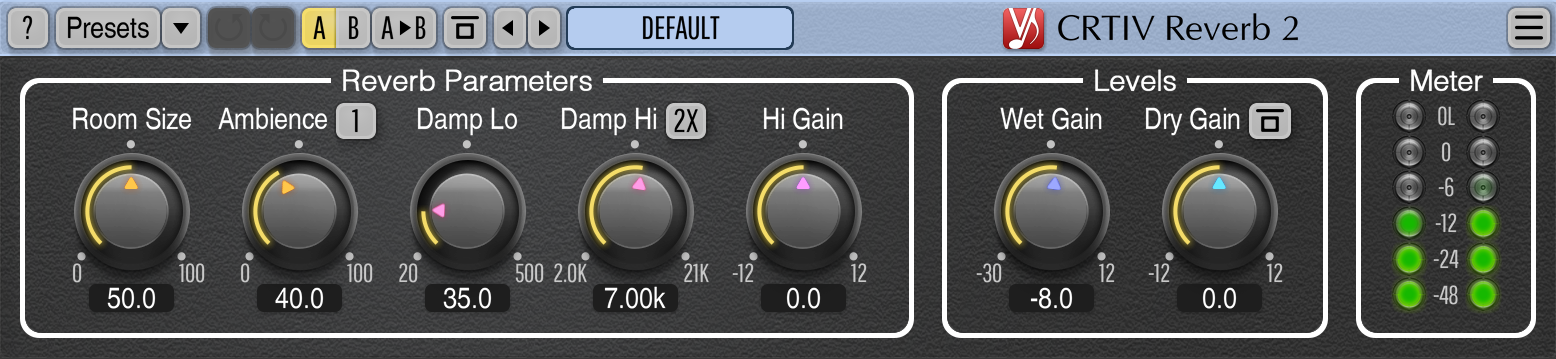 ? Presets A B A►B DEFAULT CRTIV Reverb 2
Reverb Parameters Levels Meter
Room Size Ambience 1 Damp Lo Damp Hi 2X Hi Gain Wet Gain Dry Gain
0 100 0 100 20 500 2.0K 21K -12 12 -30 12 -12 12
50.0 40.0 35.0 7.00k 0.0 -8.0 0.0
OL
0
-6
-12
-24
-48